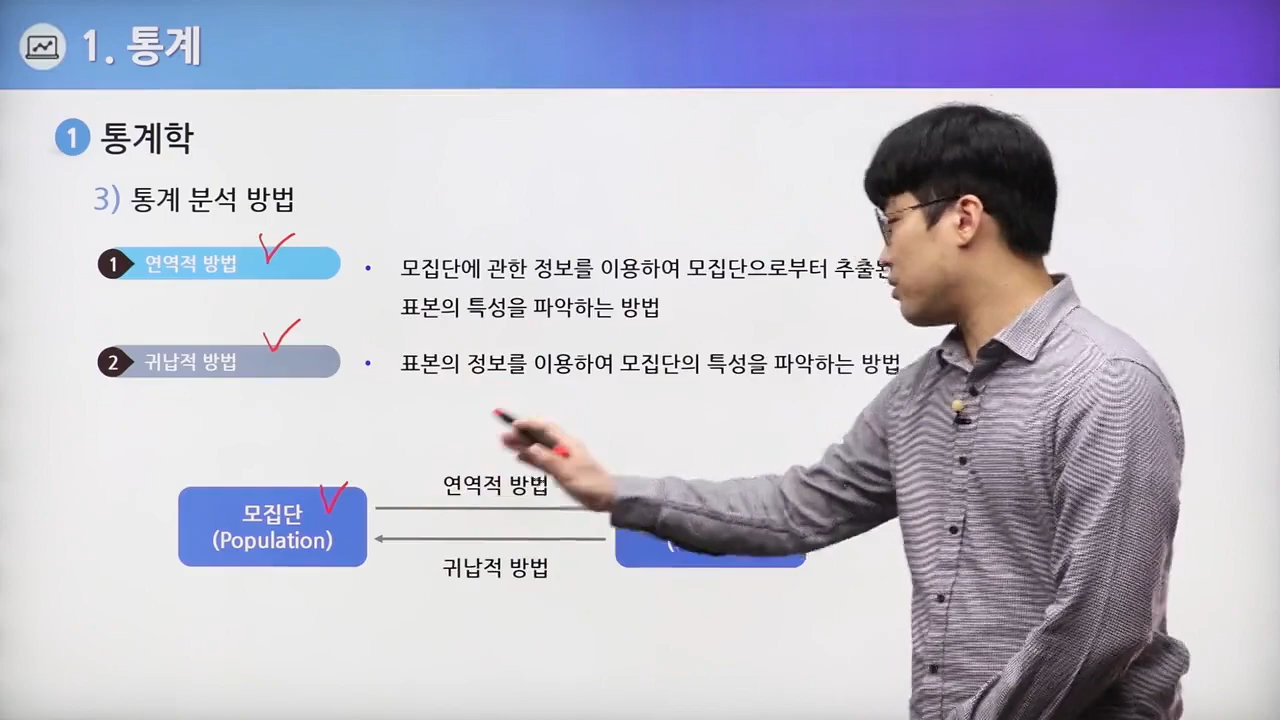 1. 통계
1 통계학
3) 통계 분석 방법
1 연역적 방법
• 모집단에 관한 정보를 이용하여 모집단으로부터
표본의 특성을 파악하는 방법
2 귀납적 방법
• 표본의 정보를 이용하여 모집단의 특성을 파악하는 방법
연역적 방법
모집단
(Population)
귀납적 방법